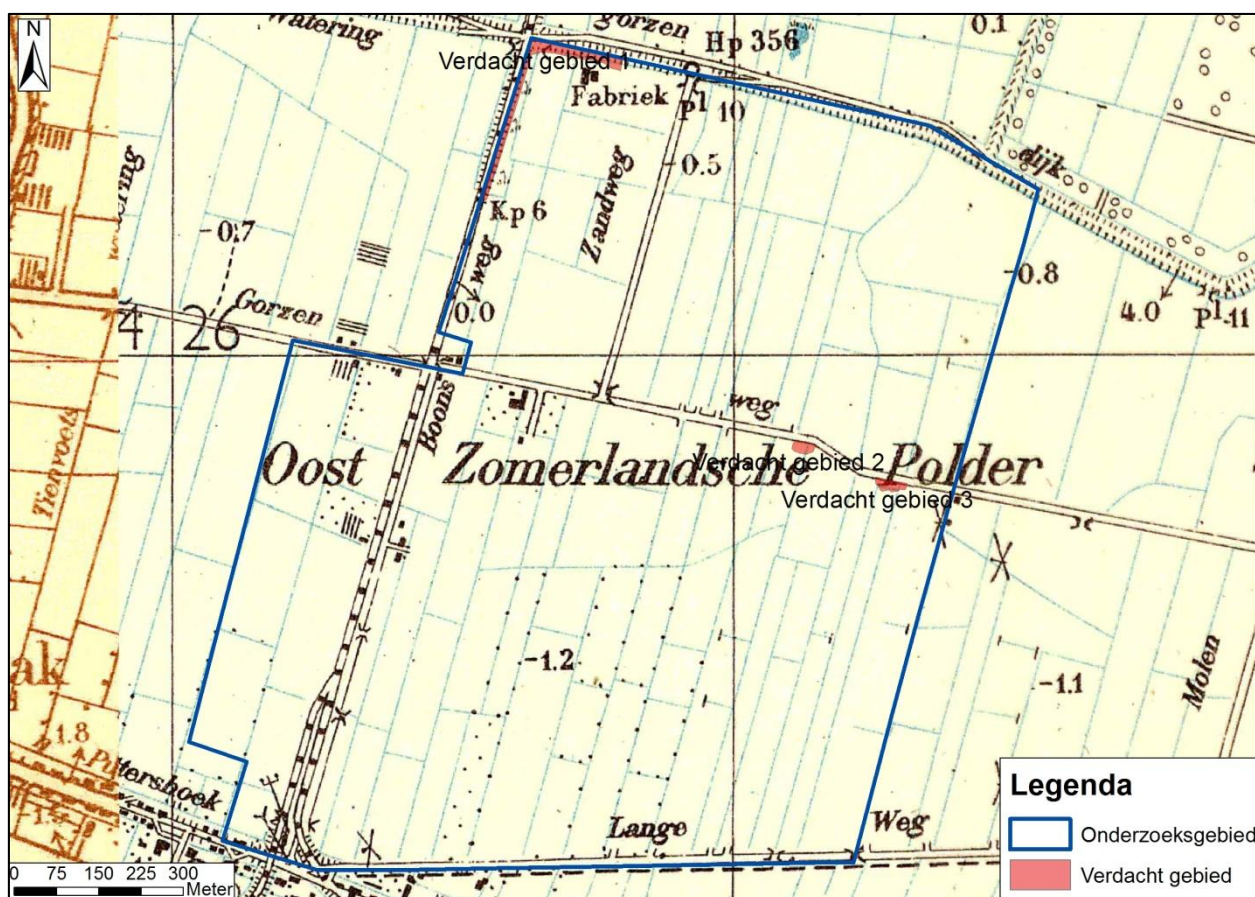 N
Watering
gorzen
Hp 356
0.1
Verdacht gebied 1
Fabriek
Pl 10
-0.5
dijk
Zandweg
Kp 6
weg
-0.7
-0.8
Gorzen
0.0
4.0
Pl.11
4 26
Tienvoets
Boons
weg
Oost Zomerlandsche Polder
Verdacht gebied 2
Verdacht gebied 3
-1.2
-1.1
Molen
ak
1.8
Lange Weg
Legenda
Onderzoeksgebied
Verdacht gebied
0 75 150 225 300
Meter